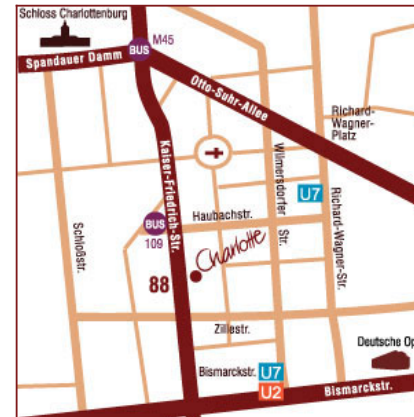 Schloss Charlottenburg
M45
BUS
Spandauer Damm
Otto-Suhr-Allee
Richard-
Wagner-
Platz
Kaiser-Friedrich-Str.
Wilmersdorfer
Str.
U7
Richard-Wagner-Str.
Haubachstr.
BUS
109
Schloßstr.
Charlotte
88
Zillestr.
Deutsche Op
Bismarckstr.
U7
U2
Bismarckstr.